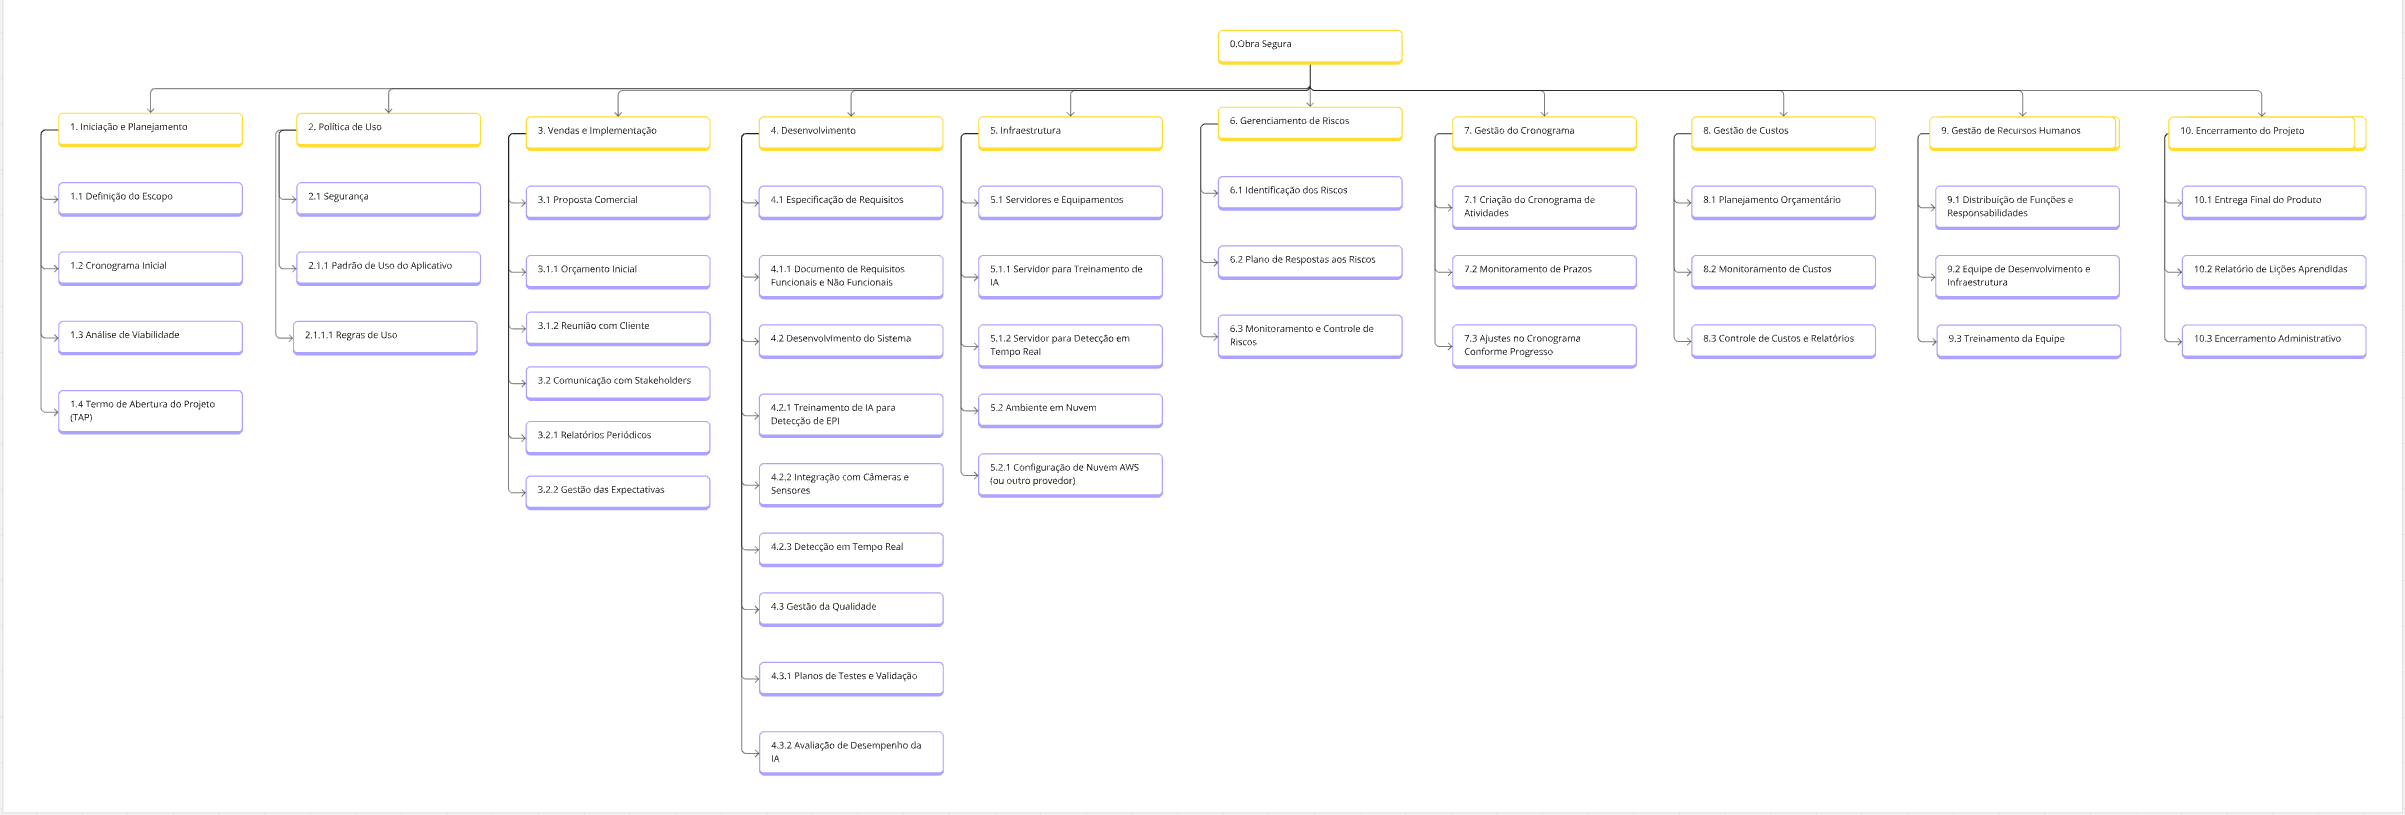 0.Obra Segura
1. Iniciação e Planejamento
1.1 Definição do Escopo
1.2 Cronograma Inicial
1.3 Análise de Viabilidade
1.4 Termo de Abertura do Projeto
(TAP)
2. Política de Uso
2.1 Segurança
2.1.1 Padrão de Uso do Aplicativo
2.1.1.1 Regras de Uso
3. Vendas e Implementação
3.1 Proposta Comercial
3.1.1 Orçamento Inicial
3.1.2 Reunião com Cliente
3.2 Comunicação com Stakeholders
3.2.1 Relatórios Periódicos
3.2.2 Gestão das Expectativas
4. Desenvolvimento
4.1 Especificação de Requisitos
4.1.1 Documento de Requisitos
Funcionais e Não Funcionais
4.2 Desenvolvimento do Sistema
4.2.1 Treinamento de IA para
Detecção de EPI
4.2.2 Integração com Câmeras e
Sensores
4.2.3 Detecção em Tempo Real
4.3 Gestão da Qualidade
4.3.1 Planos de Testes e Validação
4.3.2 Avaliação de Desempenho da
IA
5. Infraestrutura
5.1 Servidores e Equipamentos
5.1.1 Servidor para Treinamento de
IA
5.1.2 Servidor para Detecção em
Tempo Real
5.2 Ambiente em Nuvem
5.2.1 Configuração de Nuvem AWS
(ou outro provedor)
6. Gerenciamento de Riscos
6.1 Identificação dos Riscos
6.2 Plano de Respostas aos Riscos
6.3 Monitoramento e Controle de
Riscos
7. Gestão do Cronograma
7.1 Criação do Cronograma de
Atividades
7.2 Monitoramento de Prazos
7.3 Ajustes no Cronograma
Conforme Progresso
8. Gestão de Custos
8.1 Planejamento Orçamentário
8.2 Monitoramento de Custos
8.3 Controle de Custos e Relatórios
9. Gestão de Recursos Humanos
9.1 Distribuição de Funções e
Responsabilidades
9.2 Equipe de Desenvolvimento e
Infraestrutura
9.3 Treinamento da Equipe
10. Encerramento do Projeto
10.1 Entrega Final do Produto
10.2 Relatório de Lições Aprendidas
10.3 Encerramento Administrativo